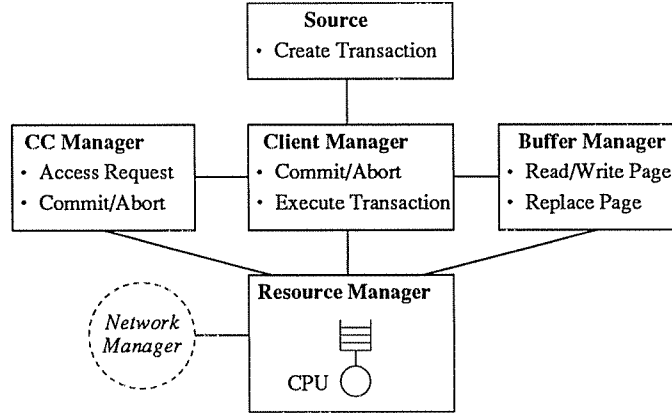 Source
• Create Transaction
CC Manager
• Access Request
• Commit/Abort
Client Manager
• Commit/Abort
• Execute Transaction
Buffer Manager
• Read/Write Page
• Replace Page
Resource Manager
CPU
Network
Manager